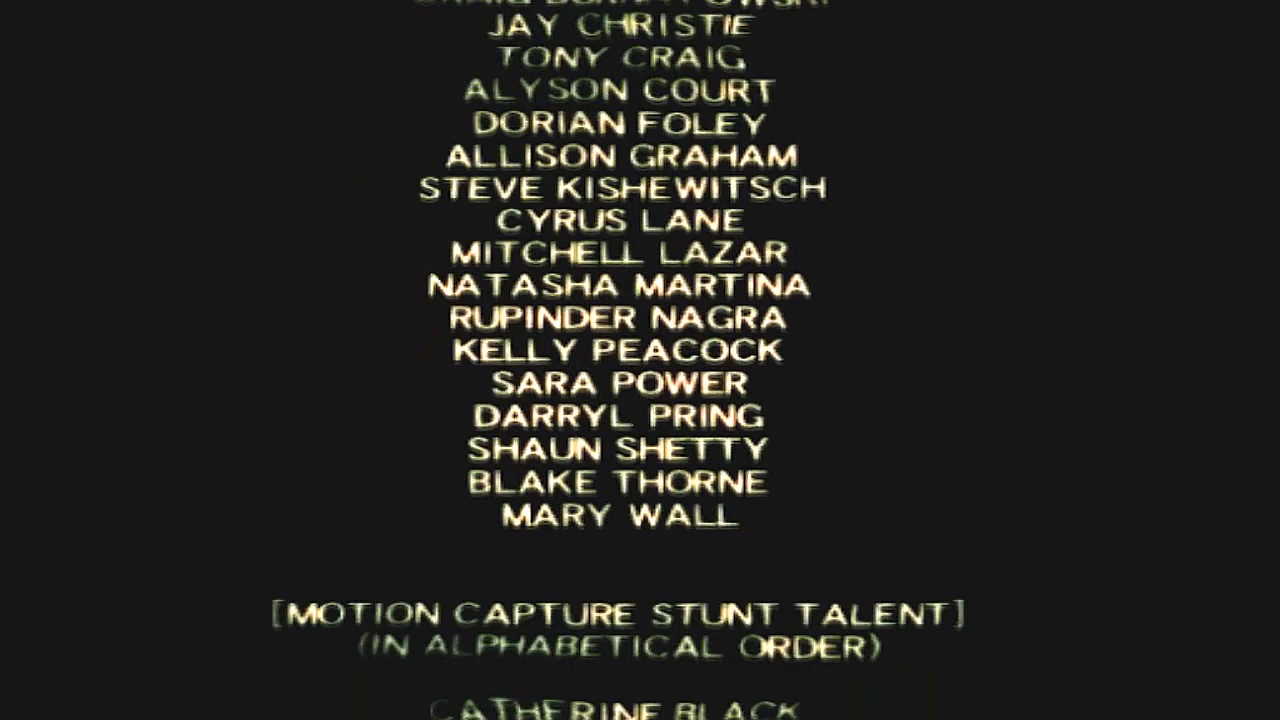 JAY CHRISTIE
TONY CRAIG
ALYSON COURT
DORIAN FOLEY
ALLISON GRAHAM
STEVE KISHEWITSCH
CYRUS LANE
MITCHELL LAZAR
NATASHA MARTINA
RUPINDER NAGRA
KELLY PEACOCK
SARA POWER
DARRYL PRING
SHAUN SHETTY
BLAKE THORNE
MARY WALL
[MOTION CAPTURE STUNT TALENT]
(IN ALPHABETICAL ORDER)
CATHERINE BLACK